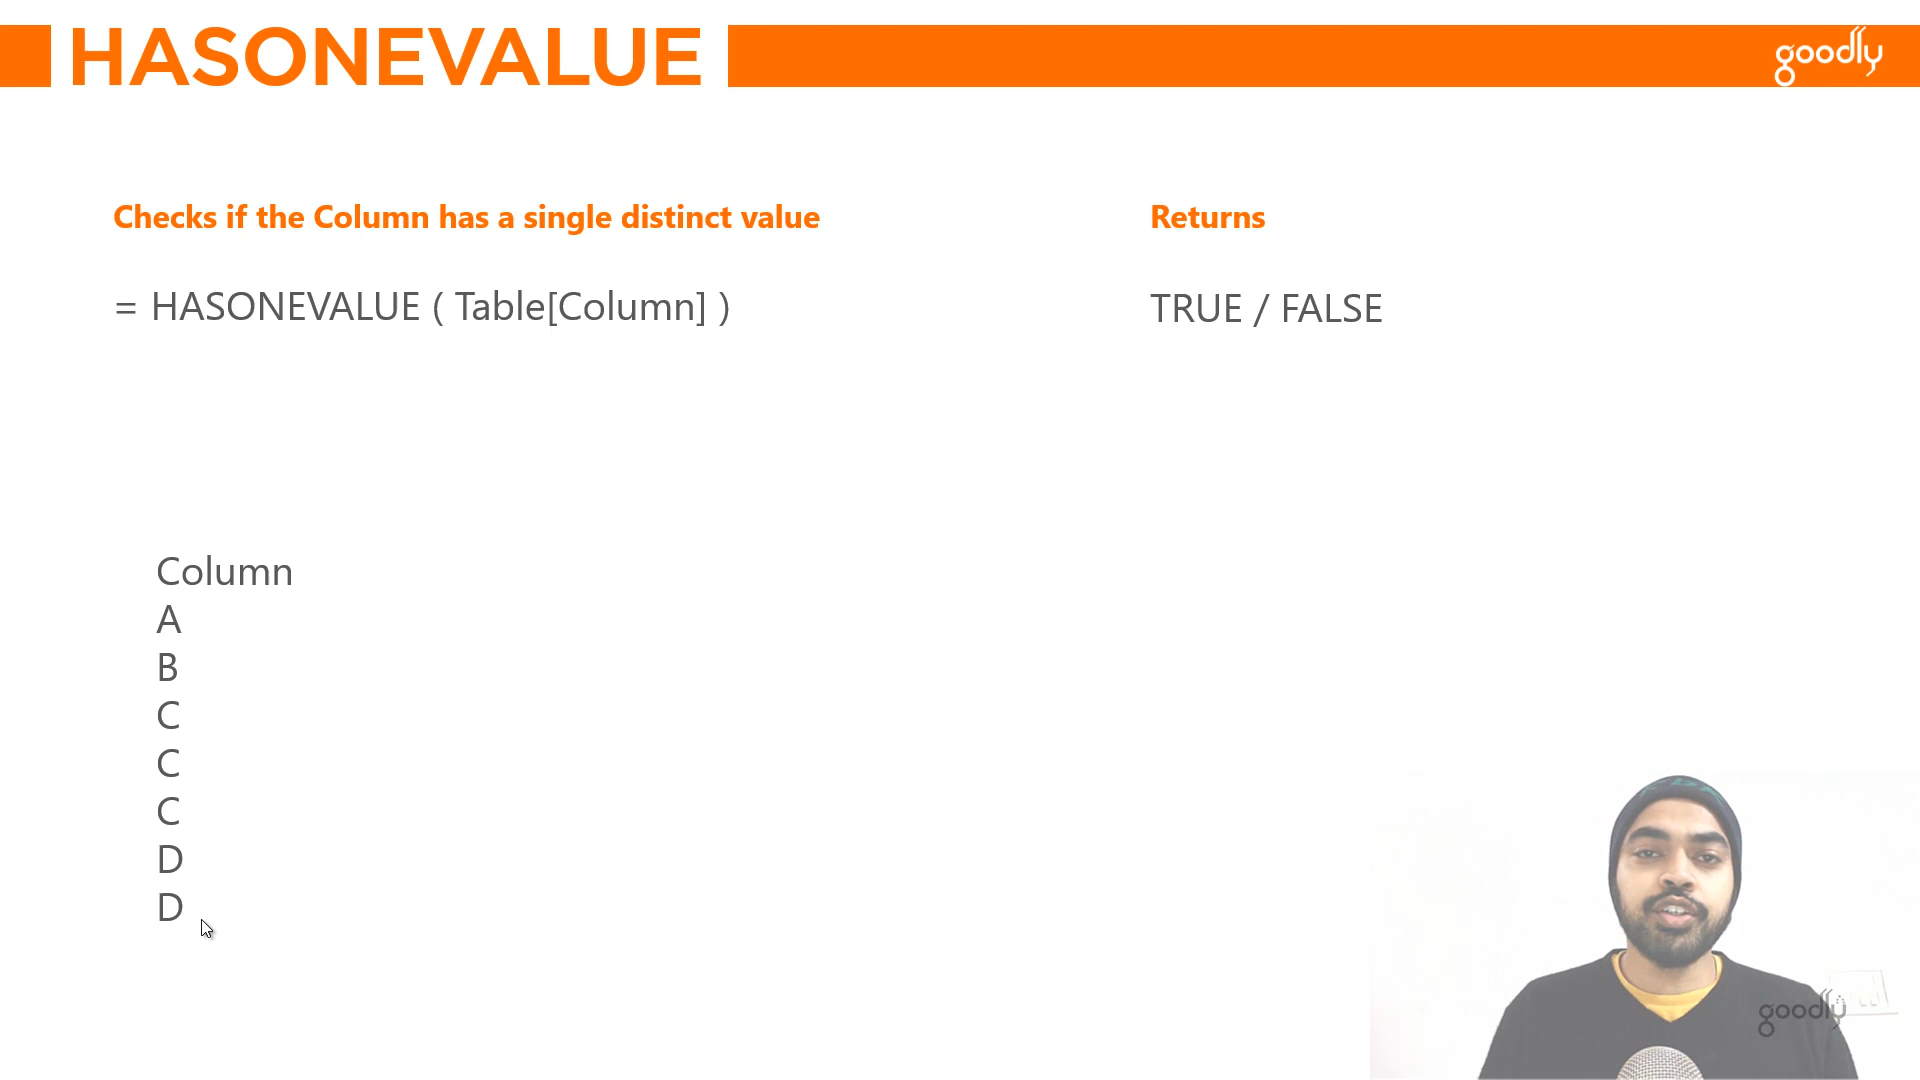 HASONEVALUE
goodly
Checks if the Column has a single distinct value
Returns
= HASONEVALUE ( Table[Column] )
TRUE / FALSE
Column
A
B
C
C
C
D
D
goodly